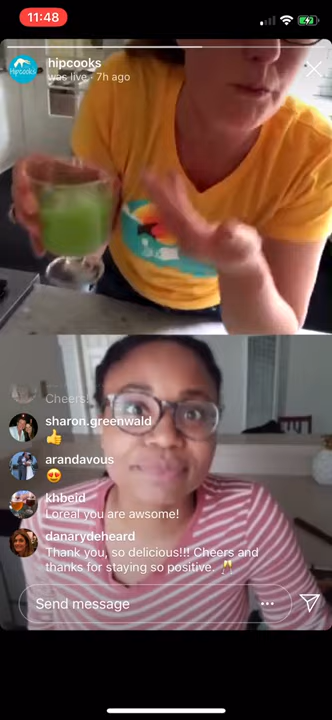 11:48
hipcooks
Hipcooks
was live · 7h ago
Cheers!
sharon.greenwald
👍
arandavous
😍
khbejd
Loreal you are awsome!
danarydeheard
Thank you, so delicious!!! Cheers and
thanks for staying so positive. 🥂
Send message